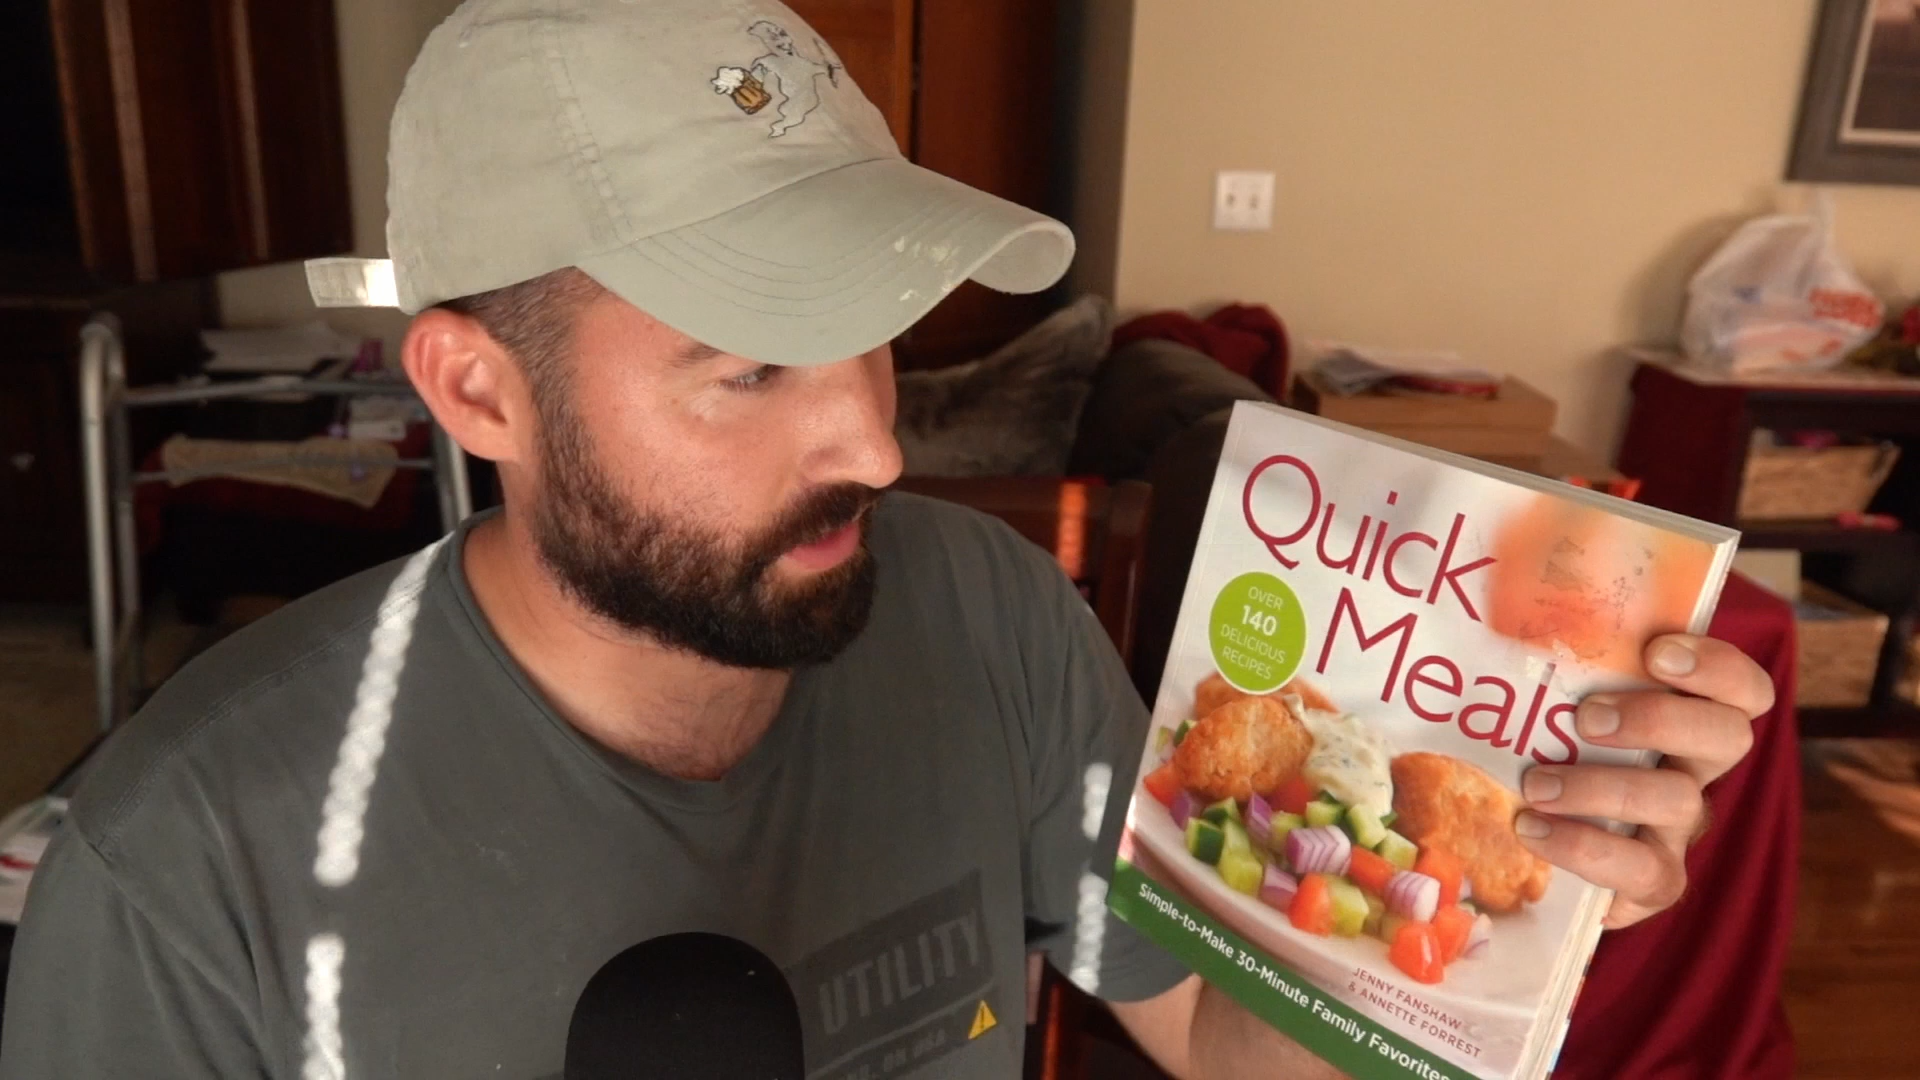 Quick
Meals
OVER
140
DELICIOUS
RECIPES
Simple-to-Make 30-Minute Family Favorites
JENNY FANSHAW
& ANNETTE FORREST
UTILITY